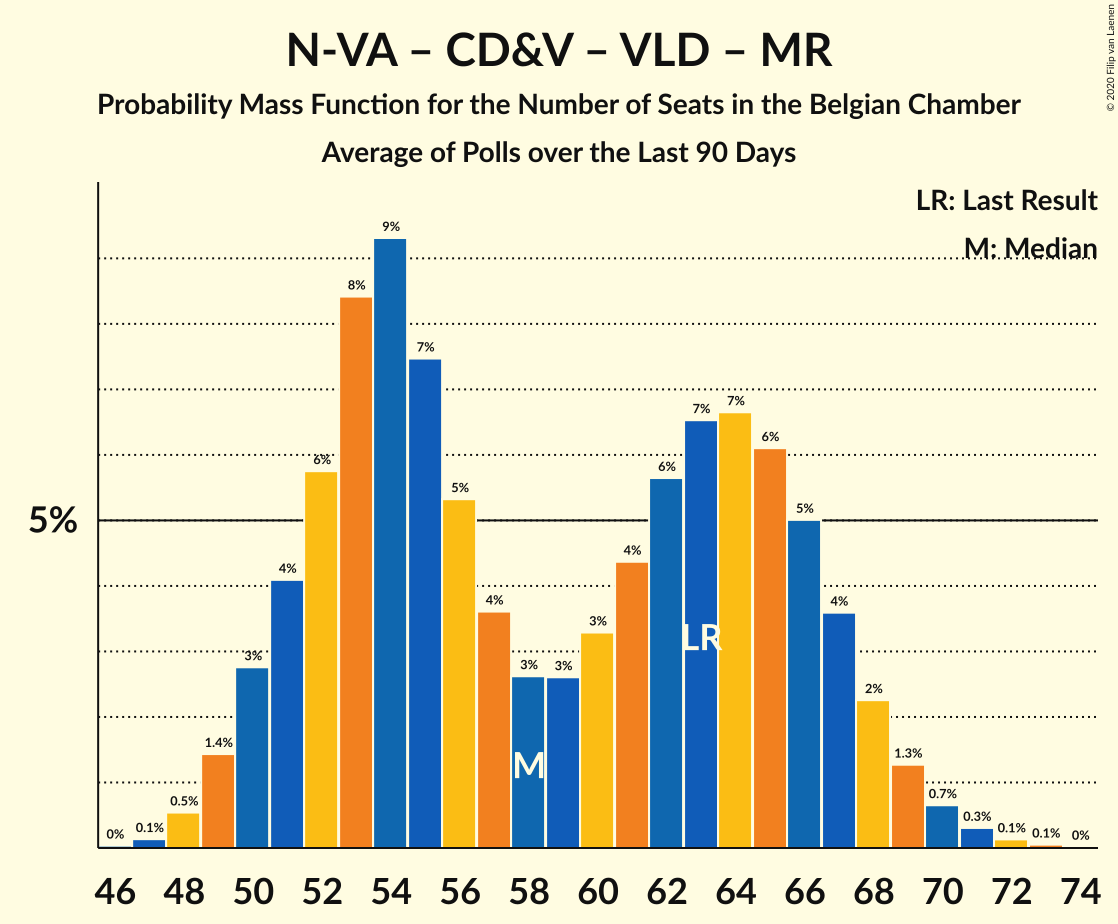 N-VA – CD&V – VLD – MR
Probability Mass Function for the Number of Seats in the Belgian Chamber
Average of Polls over the Last 90 Days
© 2020 Filip van Laenen
LR: Last Result
M: Median
5%
0% 0.1% 0.5% 1.4% 3% 4% 6% 8% 9% 7% 5% 4% 3% 3% 3% 4% 6% 7% 7% 6% 5% 4% 2% 1.3% 0.7% 0.3% 0.1% 0.1% 0%
LR
M
46 48 50 52 54 56 58 60 62 64 66 68 70 72 74